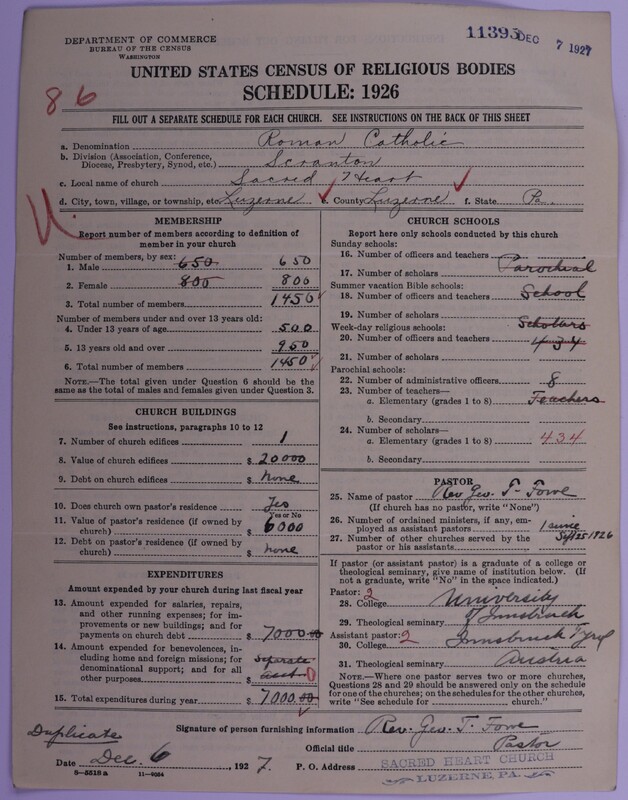 DEPARTMENT OF COMMERCE
BUREAU OF THE CENSUS
WASHINGTON
11395 DEC 7 1927
UNITED STATES CENSUS OF RELIGIOUS BODIES
SCHEDULE: 1926
86
FILL OUT A SEPARATE SCHEDULE FOR EACH CHURCH. SEE INSTRUCTIONS ON THE BACK OF THIS SHEET
a. Denomination Roman Catholic
b. Division (Association, Conference, Diocese, Presbytery, Synod, etc.) Scranton
c. Local name of church Sacred Heart
d. City, town, village, or township, etc. Luzerne e. County Luzerne f. State Pa.
MEMBERSHIP
Report number of members according to definition of
member in your church
Number of members, by sex:
1. Male 650 650
2. Female 800 800
3. Total number of members 1450
Number of members under and over 13 years old:
4. Under 13 years of age 500
5. 13 years old and over 950
6. Total number of members 1450
NOTE.—The total given under Question 6 should be
the same as the total of males and females given under Question 3.
CHURCH BUILDINGS
See instructions, paragraphs 10 to 12
7. Number of church edifices 1
8. Value of church edifices $ 20000
9. Debt on church edifices $ None
10. Does church own pastor's residence Yes
Yes or No
11. Value of pastor's residence (if owned by
church) $ 6000
12. Debt on pastor's residence (if owned by
church) $ none
EXPENDITURES
Amount expended by your church during last fiscal year
13. Amount expended for salaries, repairs,
and other running expenses; for im-
provements or new buildings; and for
payments on church debt $ 7000.00
14. Amount expended for benevolences, in-
cluding home and foreign missions; for
denominational support; and for all
other purposes $ separate acct 0
15. Total expenditures during year $ 7,000.00
CHURCH SCHOOLS
Report here only schools conducted by this church
Sunday schools:
16. Number of officers and teachers
17. Number of scholars Parochial
Summer vacation Bible schools:
18. Number of officers and teachers School
19. Number of scholars
Week-day religious schools: Scholars
20. Number of officers and teachers 434
21. Number of scholars
Parochial schools:
22. Number of administrative officers 8
23. Number of teachers—
a. Elementary (grades 1 to 8) Teachers
b. Secondary
24. Number of scholars—
a. Elementary (grades 1 to 8) 434
b. Secondary
PASTOR
25. Name of pastor Rev Geo. T. Fowe
(If church has no pastor, write "None")
26. Number of ordained ministers, if any, em-
ployed as assistant pastors 1 since
27. Number of other churches served by the
pastor or his assistants Sept 25 1926
If pastor (or assistant pastor) is a graduate of a college or
theological seminary, give name of institution below. (If
not a graduate, write "No" in the space indicated.)
Pastor: 2
28. College University
29. Theological seminary of Innsbruck
Assistant pastor: 2
30. College Innsbruck Tyrol
31. Theological seminary Austria
NOTE.—Where one pastor serves two or more churches,
Questions 28 and 29 should be answered only on the schedule
for one of the churches; on the schedules for the other churches,
write "See schedule for church."
Duplicate
Signature of person furnishing information Rev. Geo. T. Fowe
Official title Pastor
Date Dec. 6, 1927. P. O. Address SACRED HEART CHURCH
LUZERNE, PA.
8—5518 a 11—9064